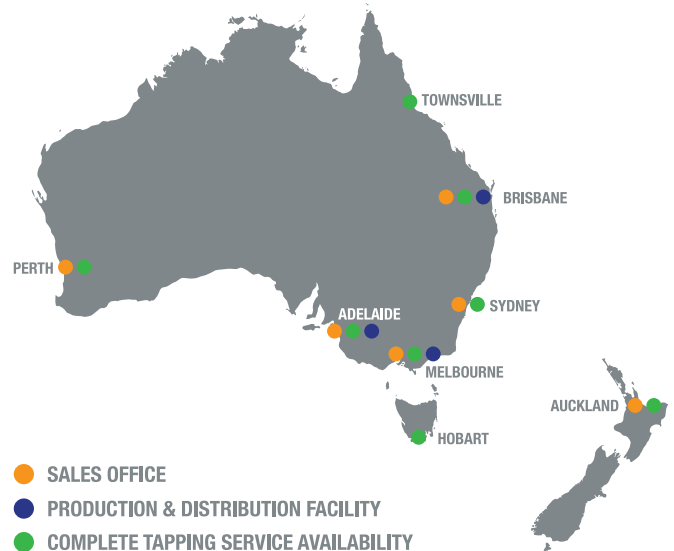 TOWNSVILLE
BRISBANE
PERTH
SYDNEY
ADELAIDE
MELBOURNE
AUCKLAND
HOBART
SALES OFFICE
PRODUCTION & DISTRIBUTION FACILITY
COMPLETE TAPPING SERVICE AVAILABILITY